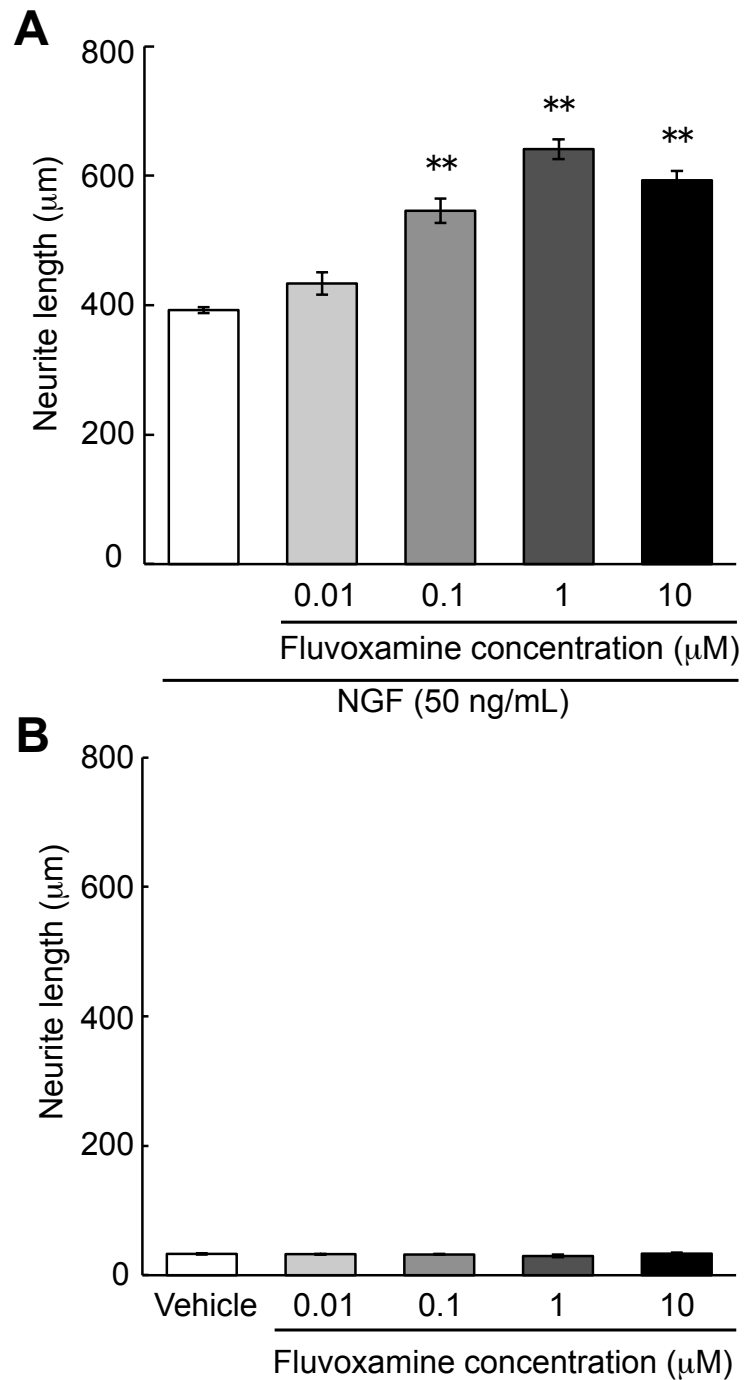 A
800
600
400
200
0
Neurite length (μm)
**
**
**
0.01 0.1 1 10
Fluvoxamine concentration (μM)
NGF (50 ng/mL)
B
800
600
400
200
0
Neurite length (μm)
Vehicle 0.01 0.1 1 10
Fluvoxamine concentration (μM)